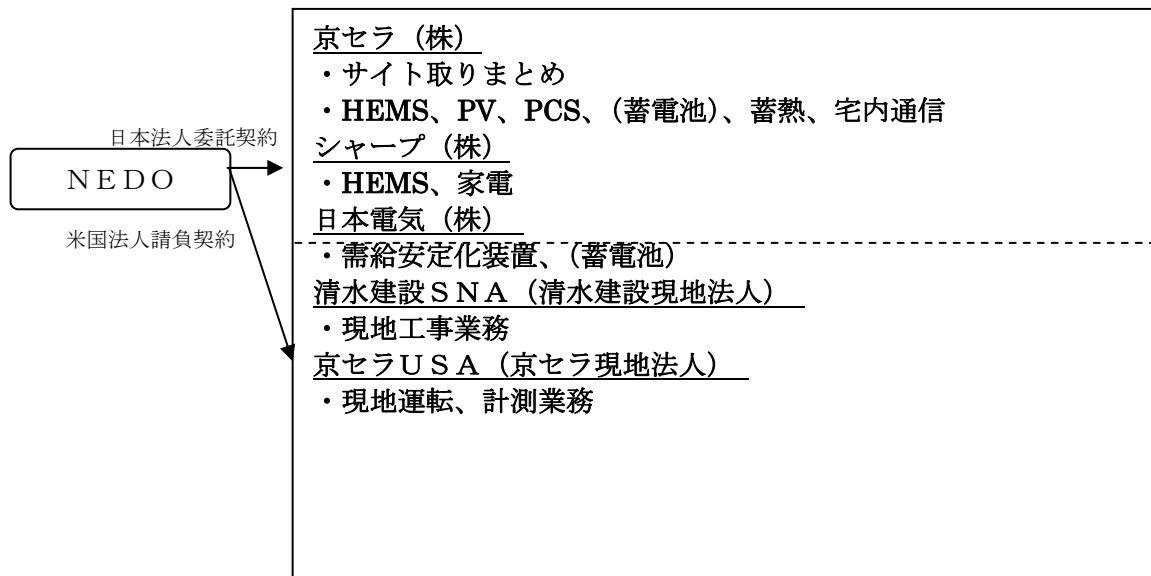 京セラ（株）
・サイト取りまとめ
・HEMS、PV、PCS、（蓄電池）、蓄熱、宅内通信
日本法人委託契約
シャープ（株）
NEDO
・HEMS、家電
日本電気（株）
米国法人請負契約
・需給安定化装置、（蓄電池）
清水建設ＳＮＡ（清水建設現地法人）
・現地工事業務
京セラＵＳＡ（京セラ現地法人）
・現地運転、計測業務